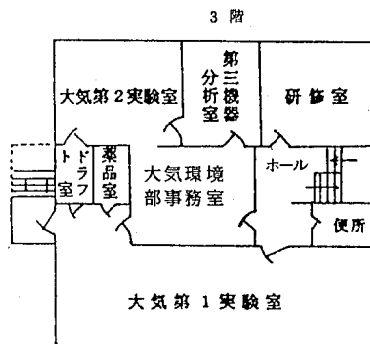 3 階
大気第2実験室
第三機器
分析室
研修室
ドラフ
ト室
薬品室
大気環境
部事務室
ホール
便所
大気第1実験室